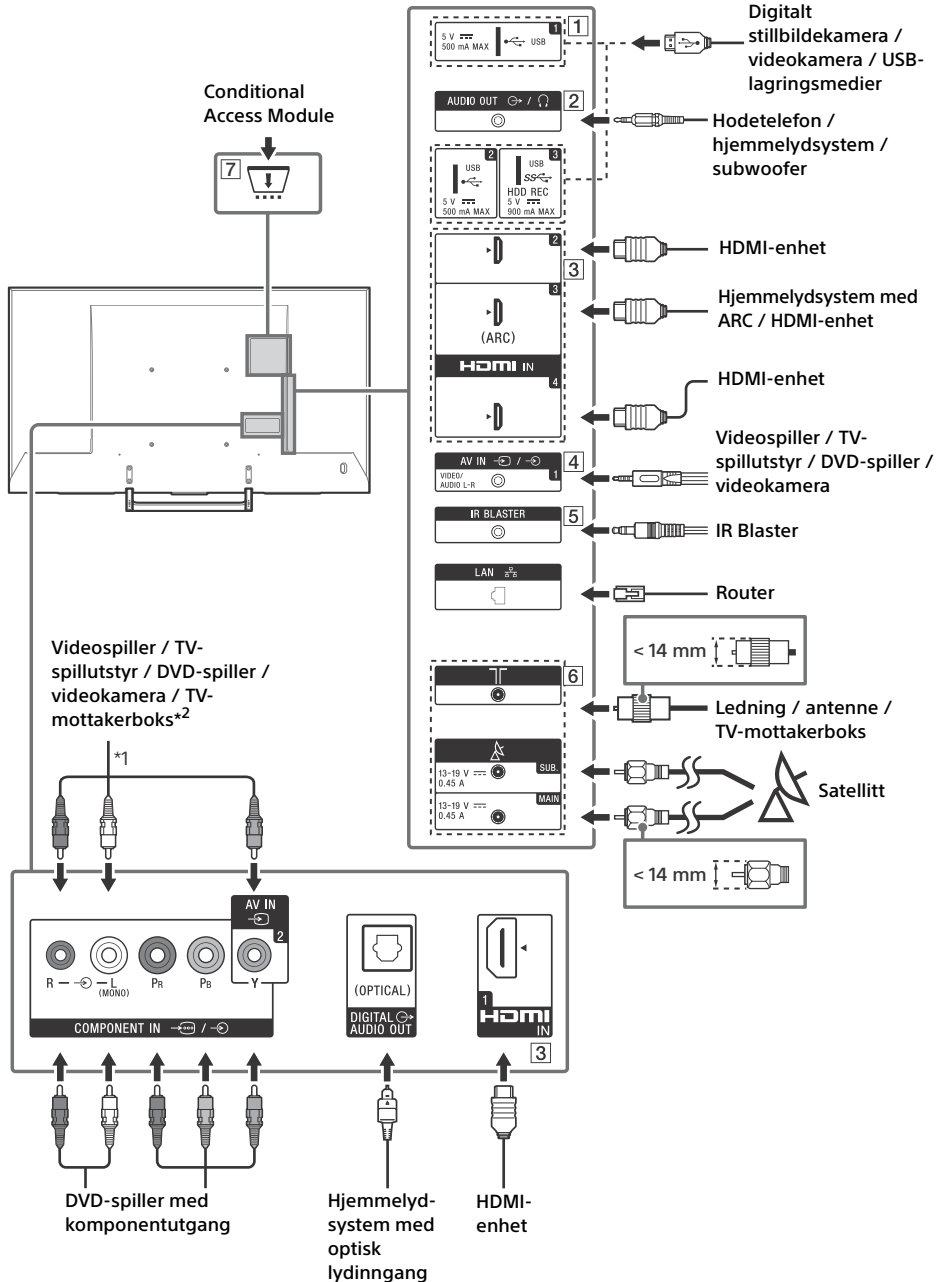 Digitalt
stillbildekamera /
videokamera / USB-
lagringsmedier
1
5 V
500 mA MAX
USB
1
Conditional
Access Module
7
AUDIO OUT /
2
Hodetelefon /
hjemmelydsystem /
subwoofer
2
USB
5 V
500 mA MAX
3
USB
SS
HDD REC
5 V
900 mA MAX
2
HDMI-enhet
3
3
(ARC)
Hjemmelydsystem med
ARC / HDMI-enhet
HDMI IN
4
HDMI-enhet
AV IN /
VIDEO/
AUDIO L-R
1
4
Videospiller / TV-
spillutstyr / DVD-spiller /
videokamera
IR BLASTER
5
IR Blaster
LAN
Router
< 14 mm
6
Ledning / antenne /
TV-mottakerboks
13-19 V
0.45 A
SUB.
13-19 V
0.45 A
MAIN
Satellitt
< 14 mm
Videospiller / TV-
spillutstyr / DVD-spiller /
videokamera / TV-
mottakerboks*2
*1
AV IN
2
R L
(MONO)
PR
PB
Y
COMPONENT IN /
(OPTICAL)
DIGITAL
AUDIO OUT
1
HDMI
IN
3
DVD-spiller med
komponentutgang
Hjemmelyd-
system med
optisk
lydinngang
HDMI-
enhet